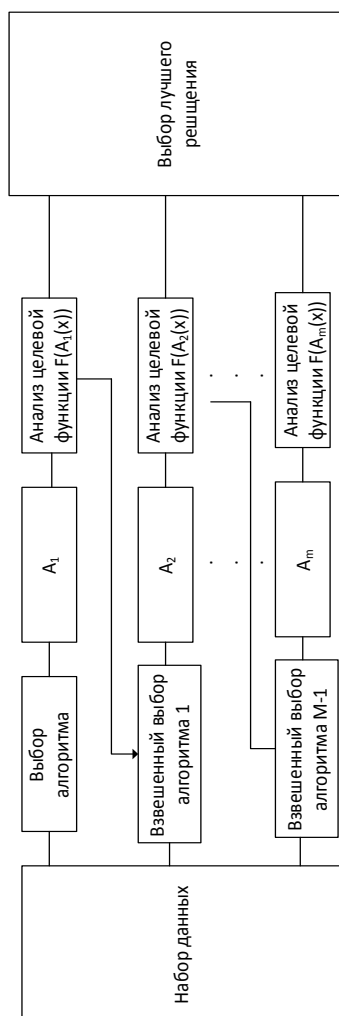 Набор данных
Выбор
алгоритма
A₁
Анализ целевой
функции F(A₁(x))
Взвешенный выбор
алгоритма 1
A₂
Анализ целевой
функции F(A₂(x))
Взвешенный выбор
алгоритма M-1
Aₘ
Анализ целевой
функции F(Aₘ(x))
Выбор лучшего
рещщения